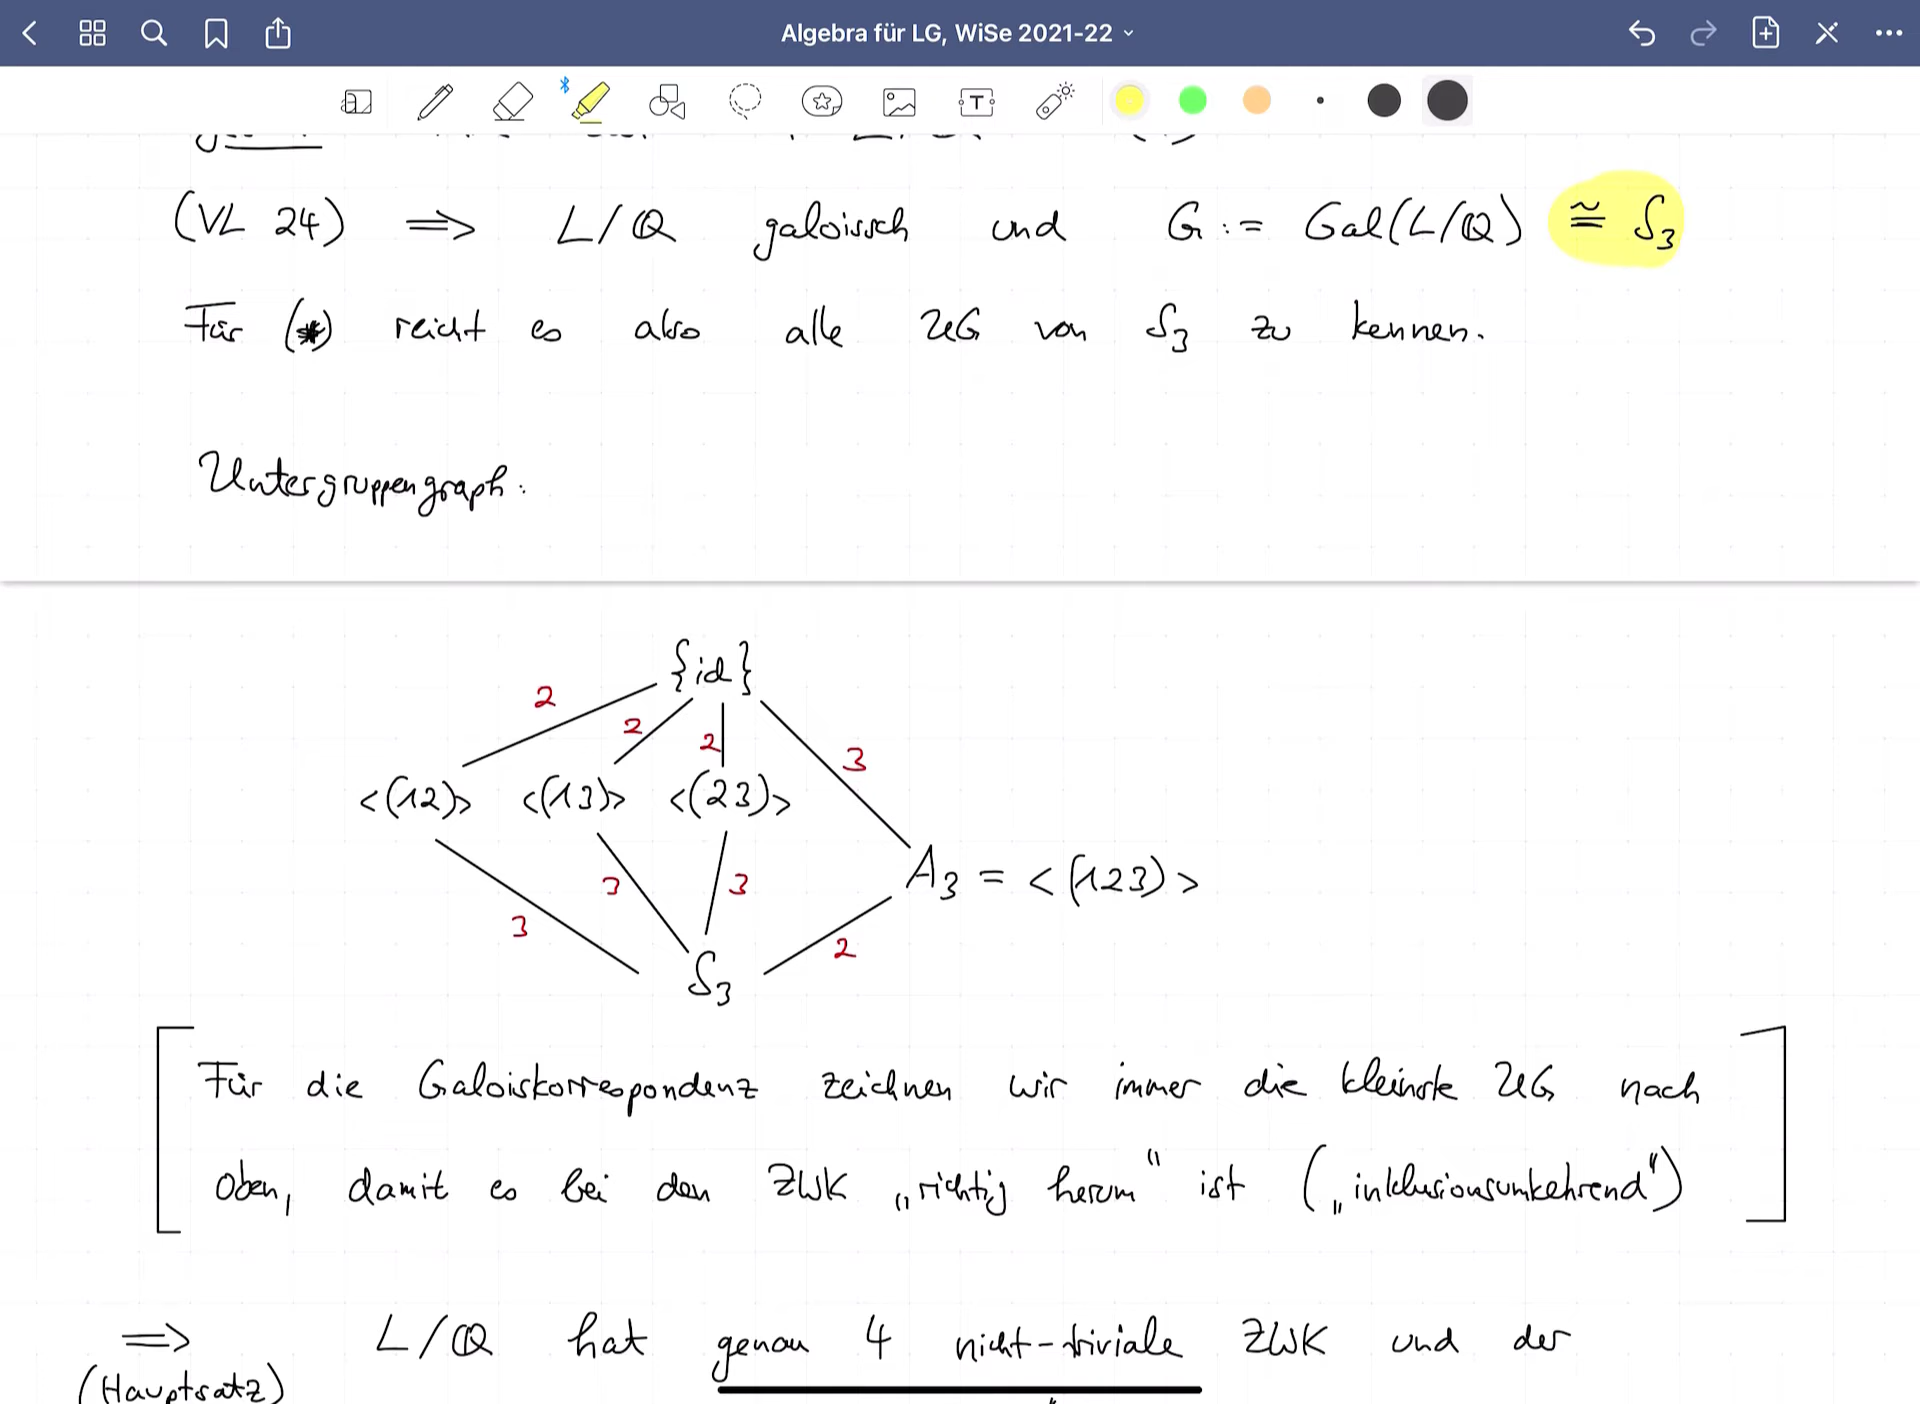 Algebra für LG, WiSe 2021-22
(VL 24) ⟹ L/ℚ galoissch und G := Gal(L/ℚ) ≅ S₃
Für (*) reicht es also alle UG von S₃ zu kennen.
Untergruppengraph:
{id}
2 2 2 3
<(12)> <(13)> <(23)>
A₃ = <(123)>
3 3 3 2
S₃
Für die Galoiskorrespondenz zeichnen wir immer die kleinste UG nach
oben, damit es bei den ZWK „richtig herum" ist („inklusionsumkehrend")
⟹ L/ℚ hat genau 4 nicht-triviale ZWK und der
(Hauptsatz)